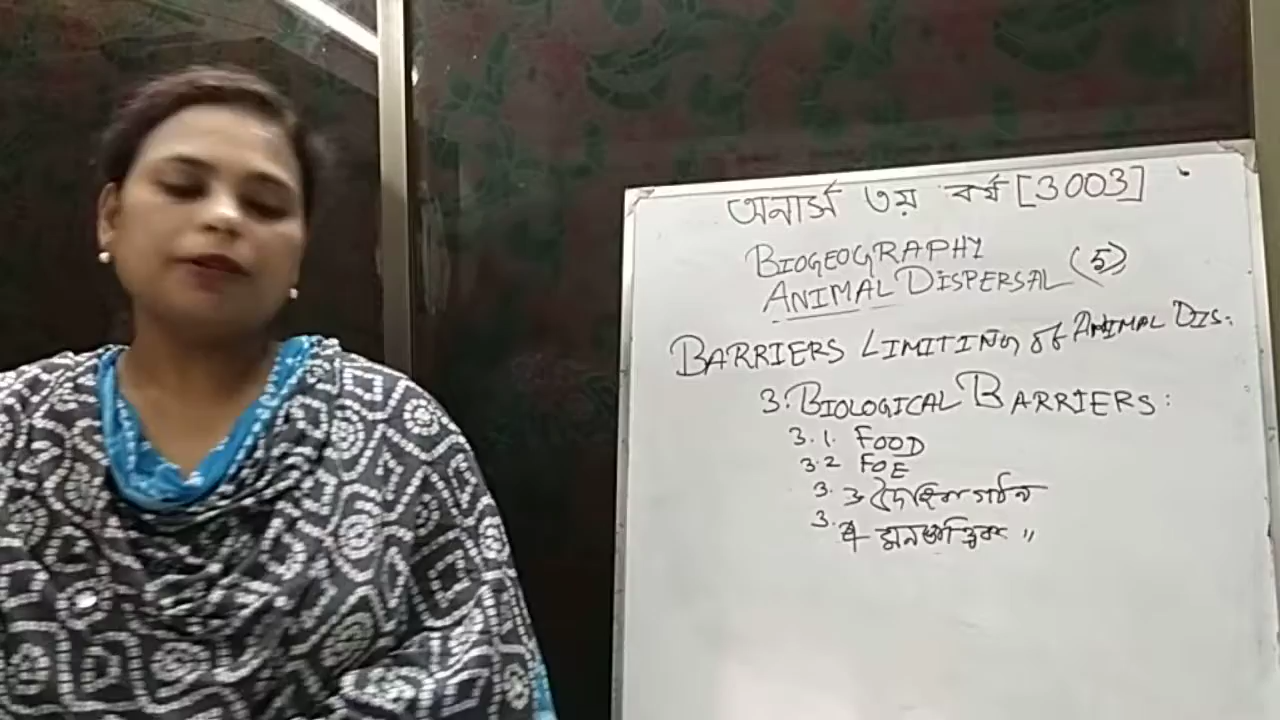 অনার্স ৩য় বর্ষ [3003]
BIOGEOGRAPHY
ANIMAL DISPERSAL (5)
BARRIERS LIMITING OF ANIMAL DIS:
3. BIOLOGICAL BARRIERS:
3.1. FOOD
3.2 FOE
3.3 দৈহিক গঠন
3.4 মনস্তাত্ত্বিক "